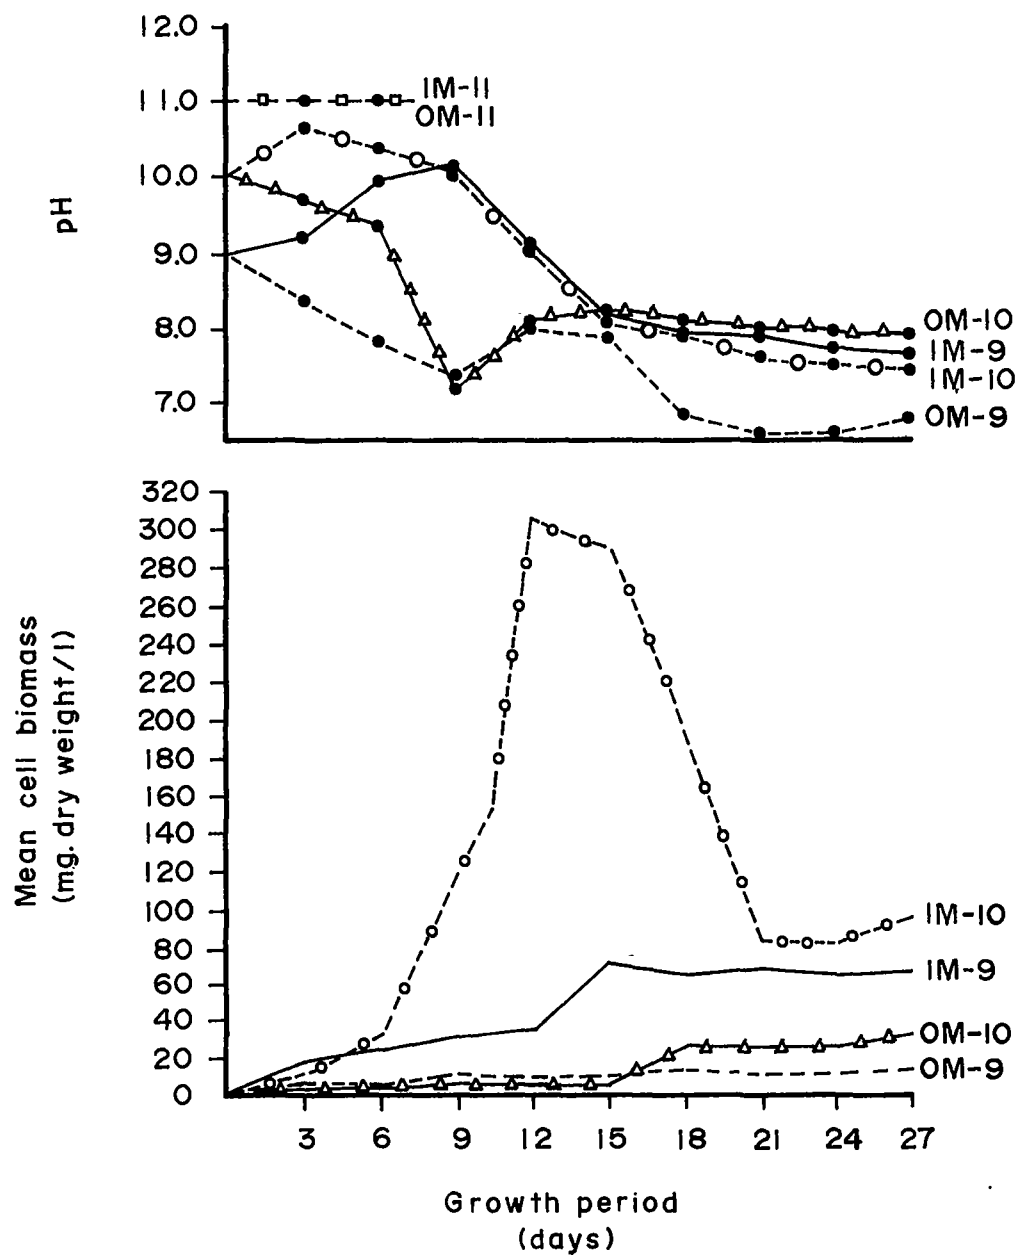 12.0
11.0
10.0
9.0
8.0
7.0
pH
IM-11
OM-11
OM-10
IM-9
IM-10
OM-9
320
300
280
260
240
220
200
180
160
140
120
100
80
60
40
20
0
Mean cell biomass
(mg. dry weight/l)
IM-10
IM-9
OM-10
OM-9
3 6 9 12 15 18 21 24 27
Growth period
(days)